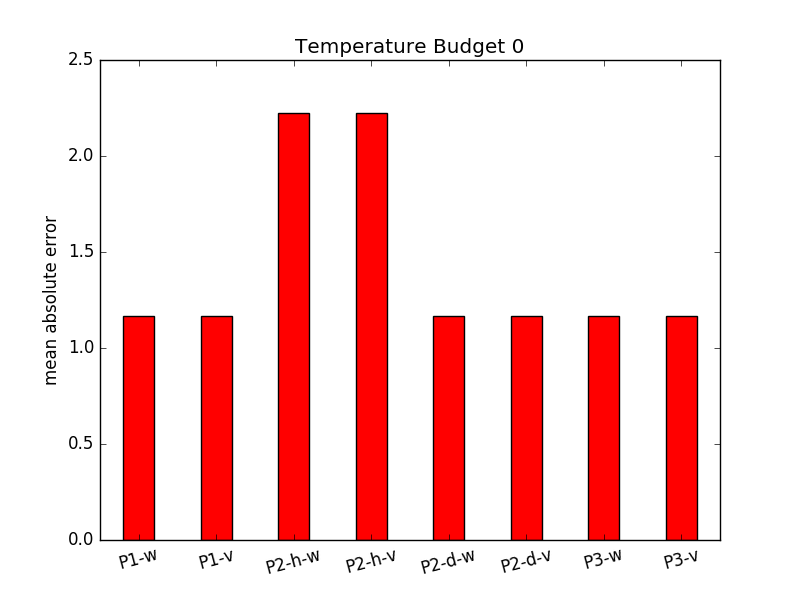 Temperature Budget 0
mean absolute error
2.5
2.0
1.5
1.0
0.5
0.0
P1-w P1-v P2-h-w P2-h-v P2-d-w P2-d-v P3-w P3-v